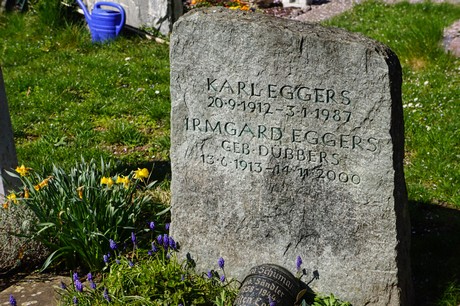 KARL EGGERS
20·9·1912 - 3·1·1987
IRMGARD EGGERS
GEB·DÜBBERS
13·6·1913 - 14·11·2000